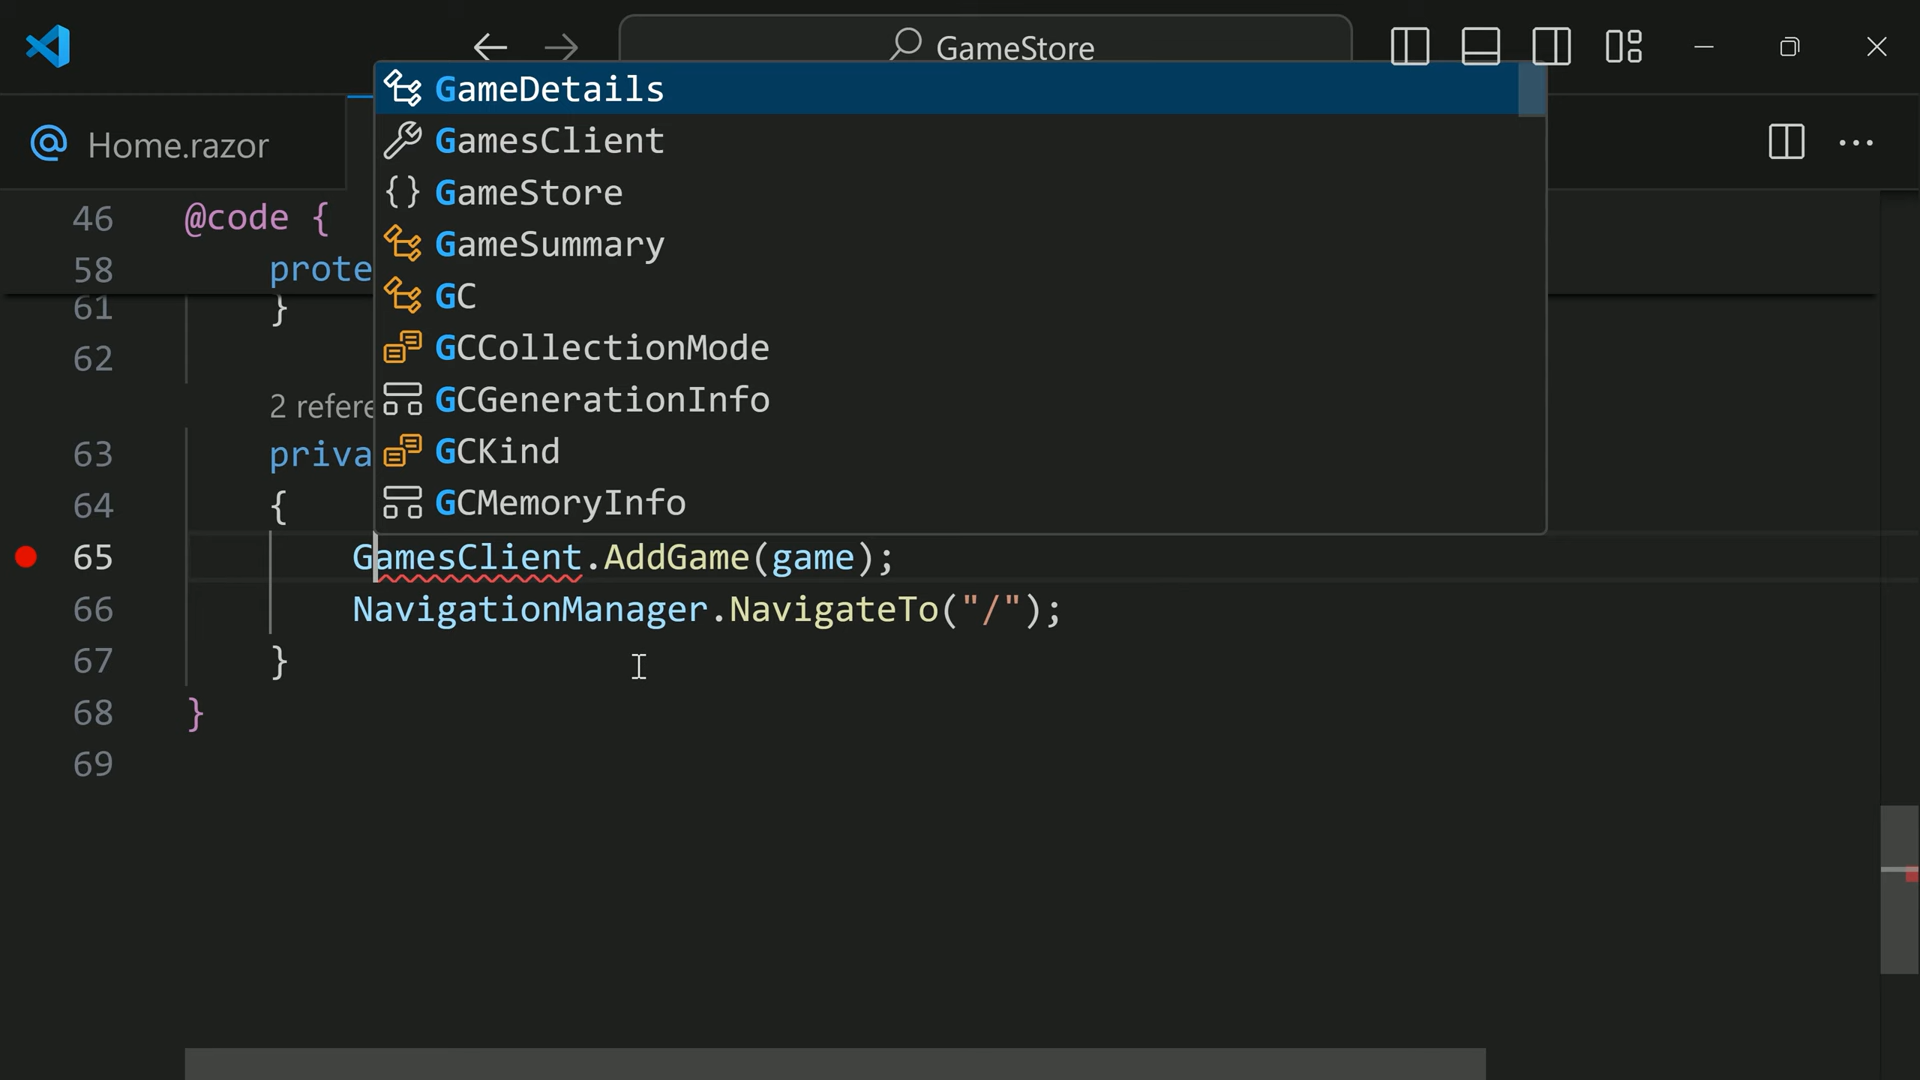 GameStore
Home.razor
GameDetails
GamesClient
GameStore
GameSummary
GC
GCCollectionMode
GCGenerationInfo
GCKind
GCMemoryInfo
46 @code {
58 prote
61 }
62
2 refere
63 priva
64 {
65 GamesClient.AddGame(game);
66 NavigationManager.NavigateTo("/");
67 }
68 }
69